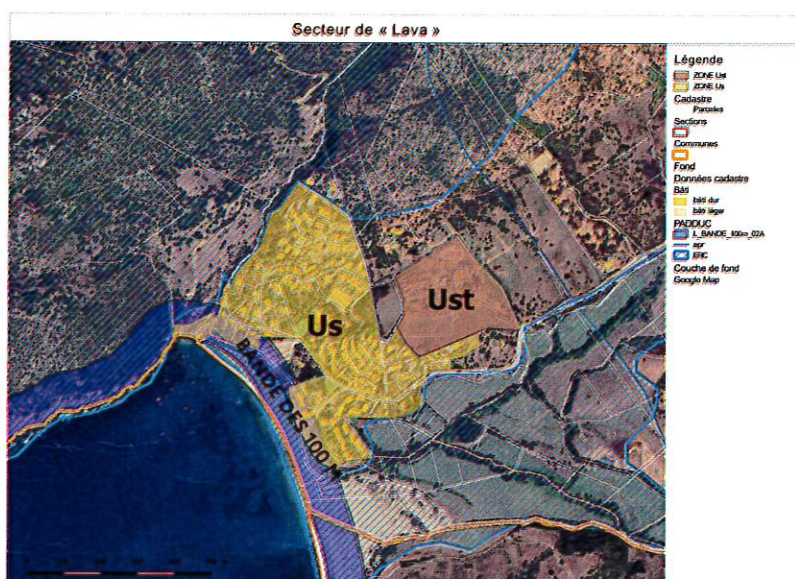 Secteur de « Lava »
Légende
ZONE Ust
ZONE Us
Cadastre
Parcelles
Sections
Communes
Fond
Données cadastre
Bâti
bâti dur
bâti léger
PADDUC
L_BANDE_100m_02A
epr
ERC
Couche de fond
Google Map
Us
Ust
BANDE DES 100 M